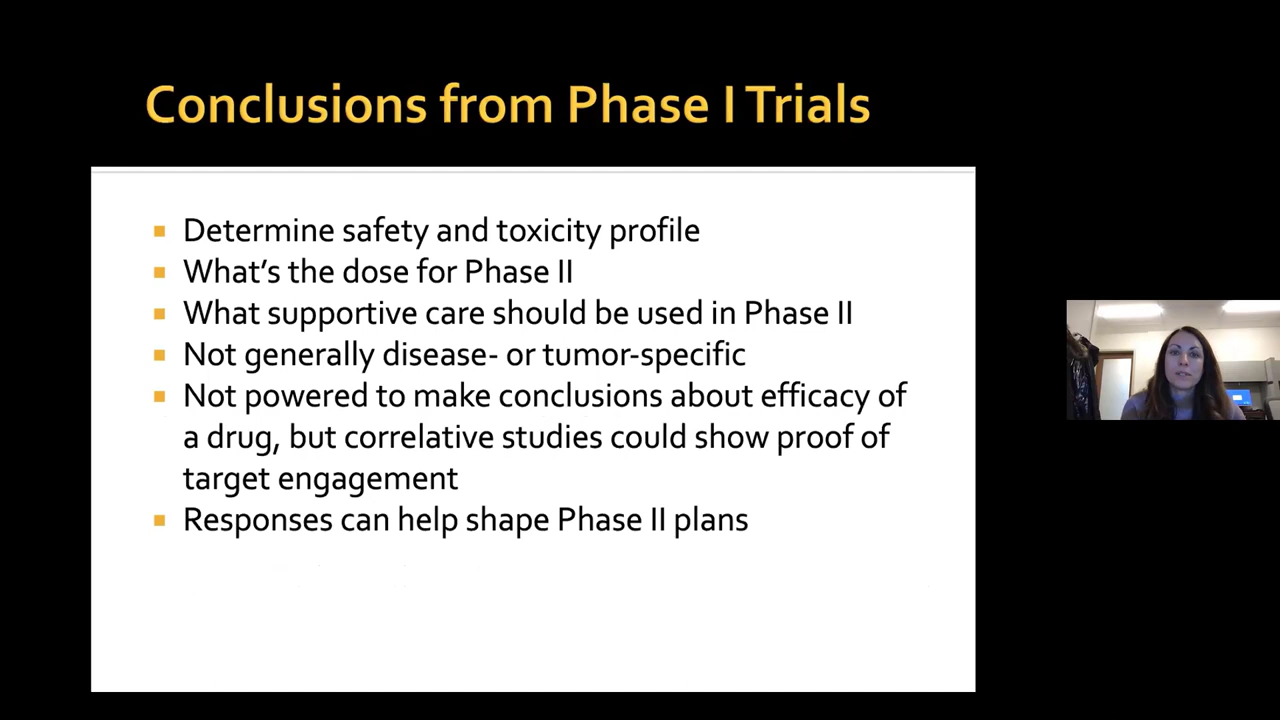 Conclusions from Phase I Trials
▪ Determine safety and toxicity profile
▪ What's the dose for Phase II
▪ What supportive care should be used in Phase II
▪ Not generally disease- or tumor-specific
▪ Not powered to make conclusions about efficacy of
a drug, but correlative studies could show proof of
target engagement
▪ Responses can help shape Phase II plans